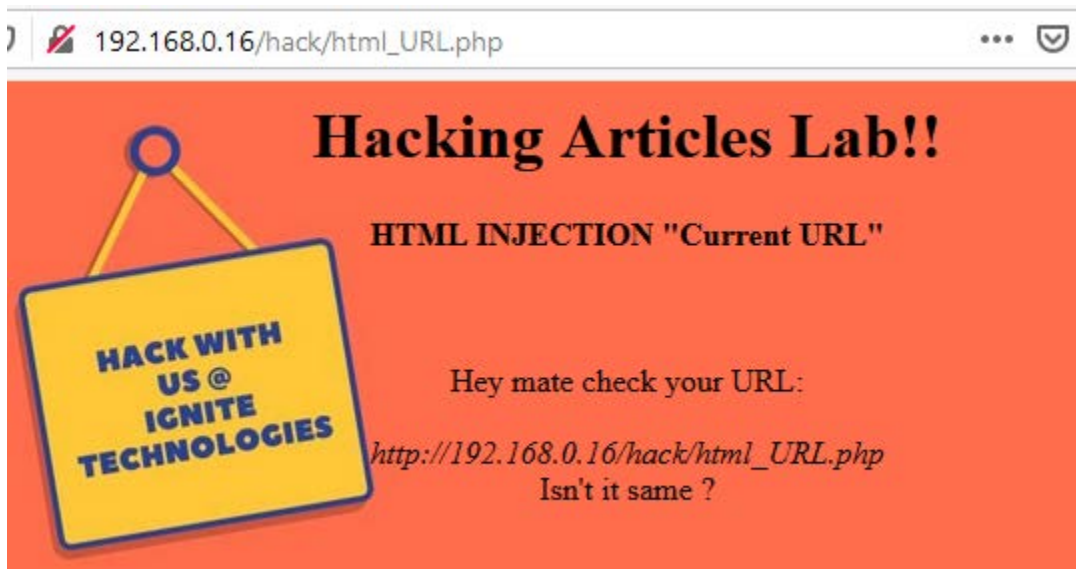 192.168.0.16/hack/html_URL.php
Hacking Articles Lab!!
HTML INJECTION "Current URL"
HACK WITH
US @
IGNITE
TECHNOLOGIES
Hey mate check your URL:
http://192.168.0.16/hack/html_URL.php
Isn't it same ?